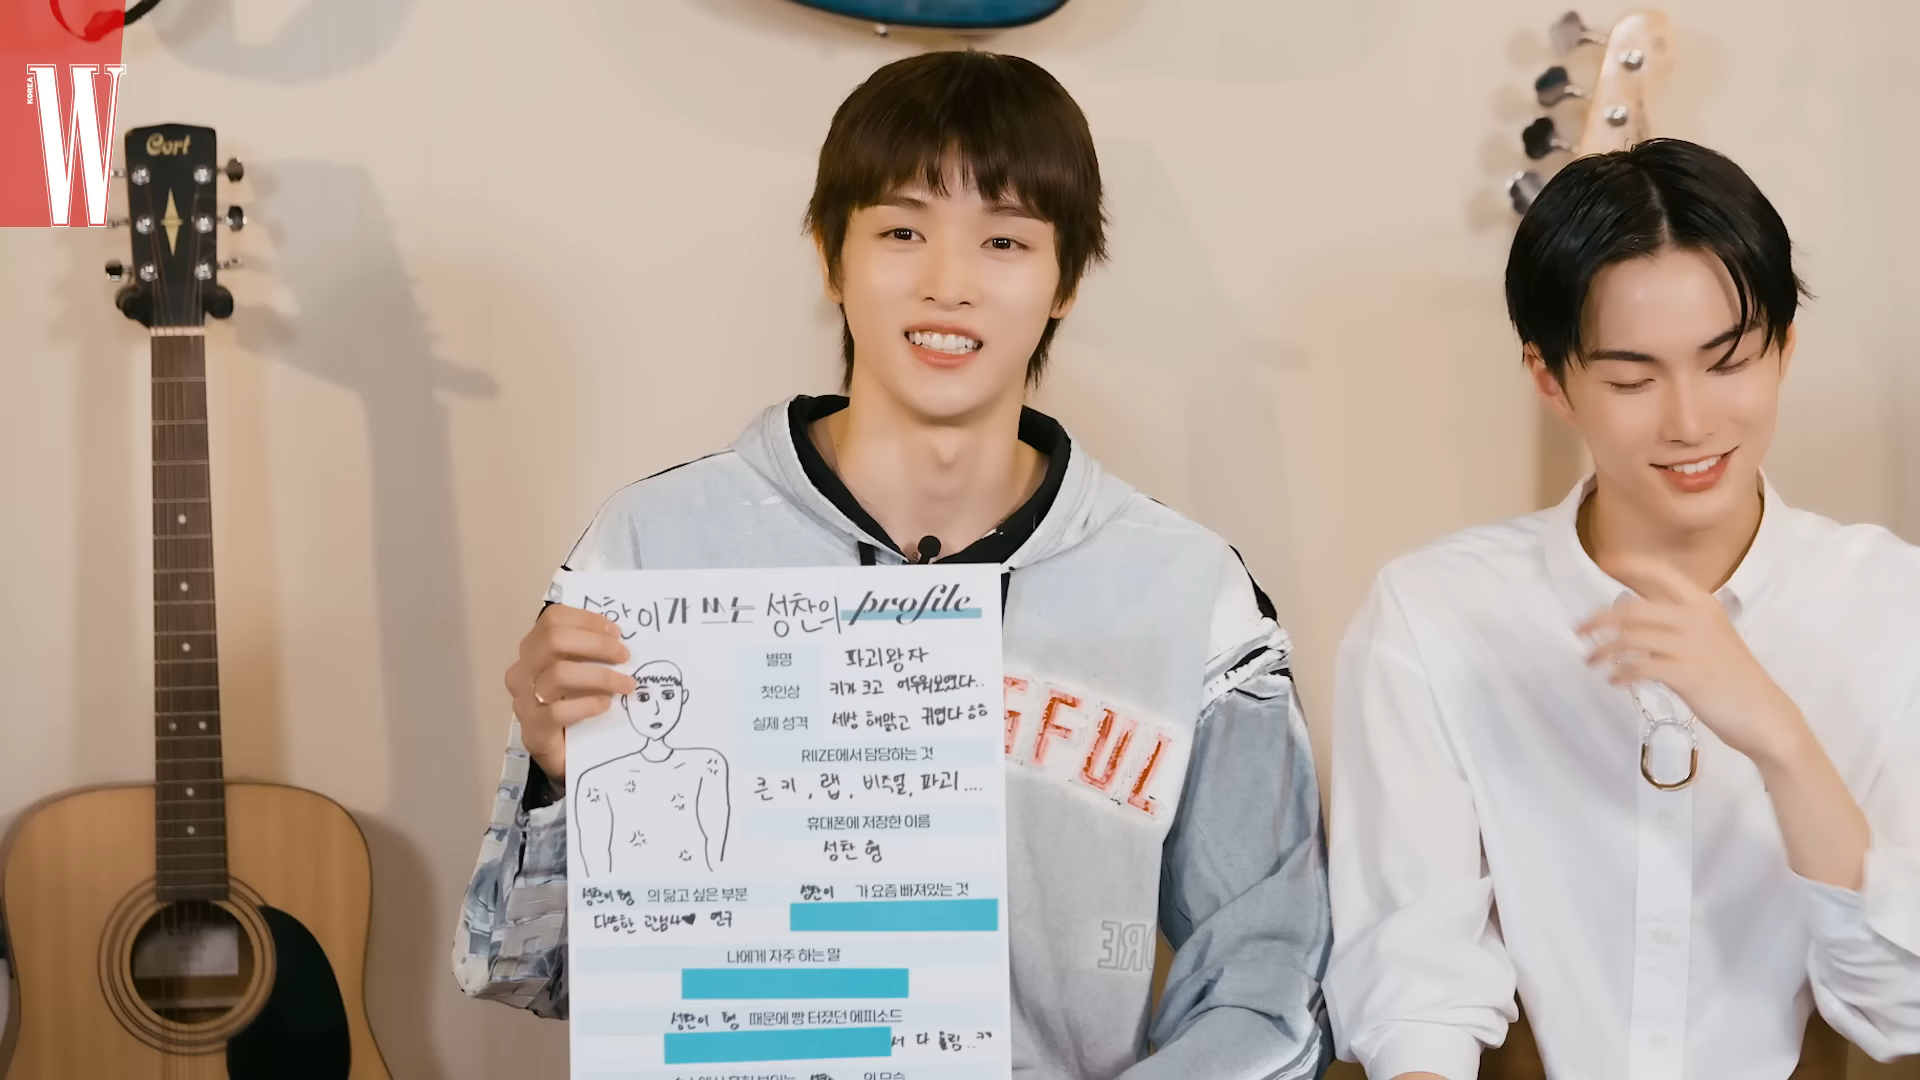 KOREA
W
Cort
승한이가 쓰는 성찬의 profile
별명 파괴왕자
첫인상 키가 크고 어두워보였다..
실제 성격 세상 해맑고 귀엽다 ㅎㅎ
RIIZE에서 담당하는 것
큰 키, 랩, 비주얼, 파괴....
휴대폰에 저장한 이름
성찬 형
성찬이 형 의 닮고 싶은 부분
다양한 관심사♥ 연구
성찬이 가 요즘 빠져있는 것
나에게 자주 하는 말
성찬이 형 때문에 빵 터졌던 에피소드
서 다 흘림..ㅋㅋ
GFUL